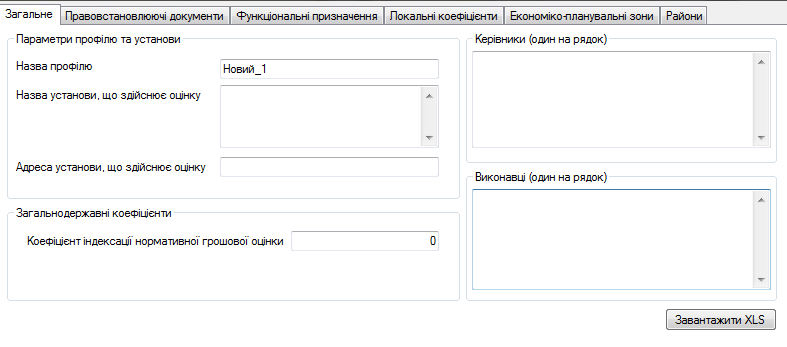 Загальне Правовстановлюючі документи Функціональні призначення Локальні коефіцієнти Економіко-планувальні зони Райони
Параметри профілю та установи
Назва профілю Новий_1
Назва установи, що здійснює оцінку
Адреса установи, що здійснює оцінку
Загальнодержавні коефіцієнти
Коефіцієнт індексації нормативної грошової оцінки 0
Керівники (один на рядок)
Виконавці (один на рядок)
Завантажити XLS